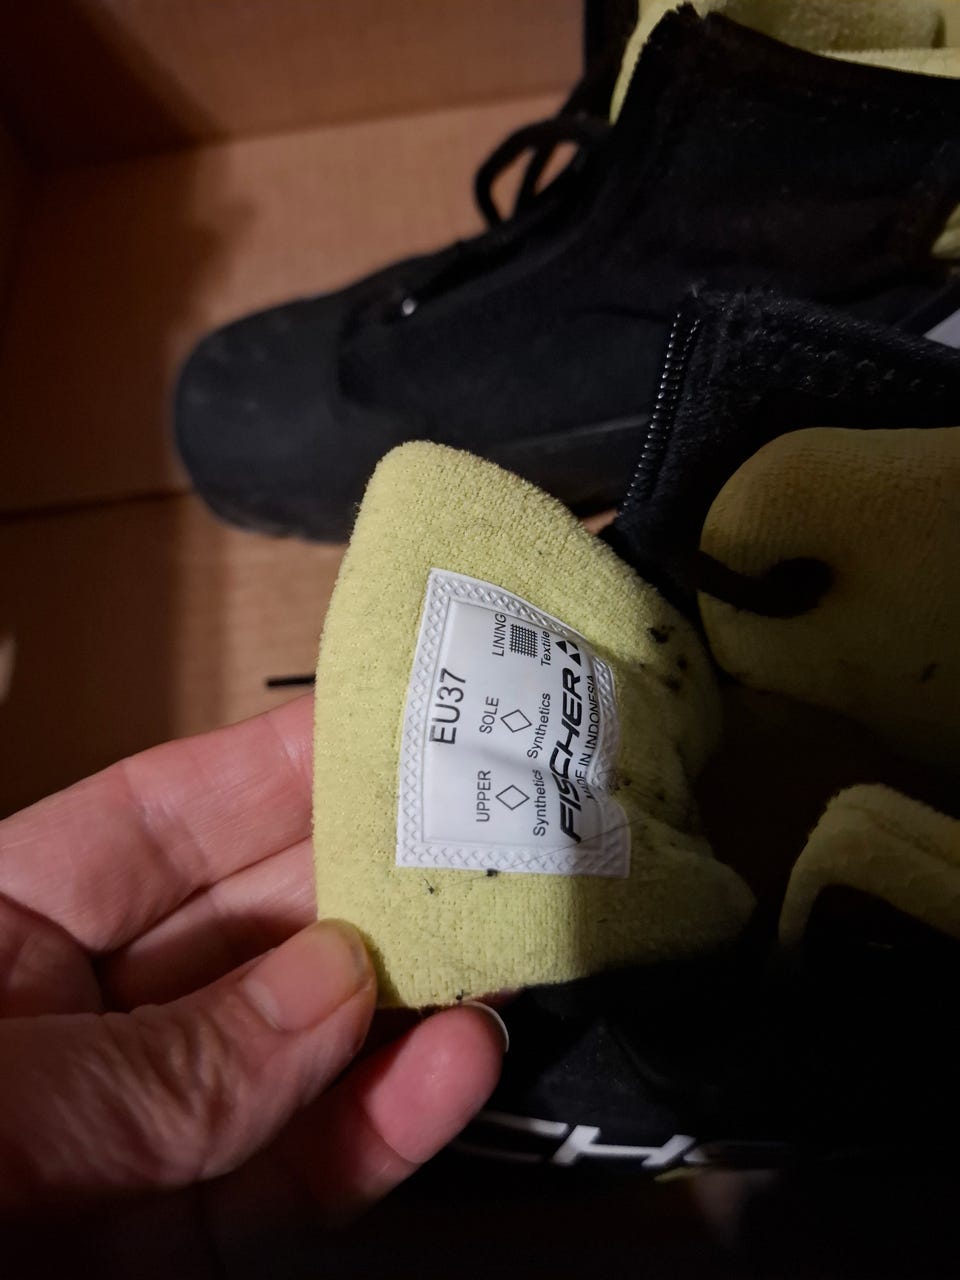 EU37
UPPER SOLE LINING
Synthetics Synthetics Textile
FISCHER
MADE IN INDONESIA